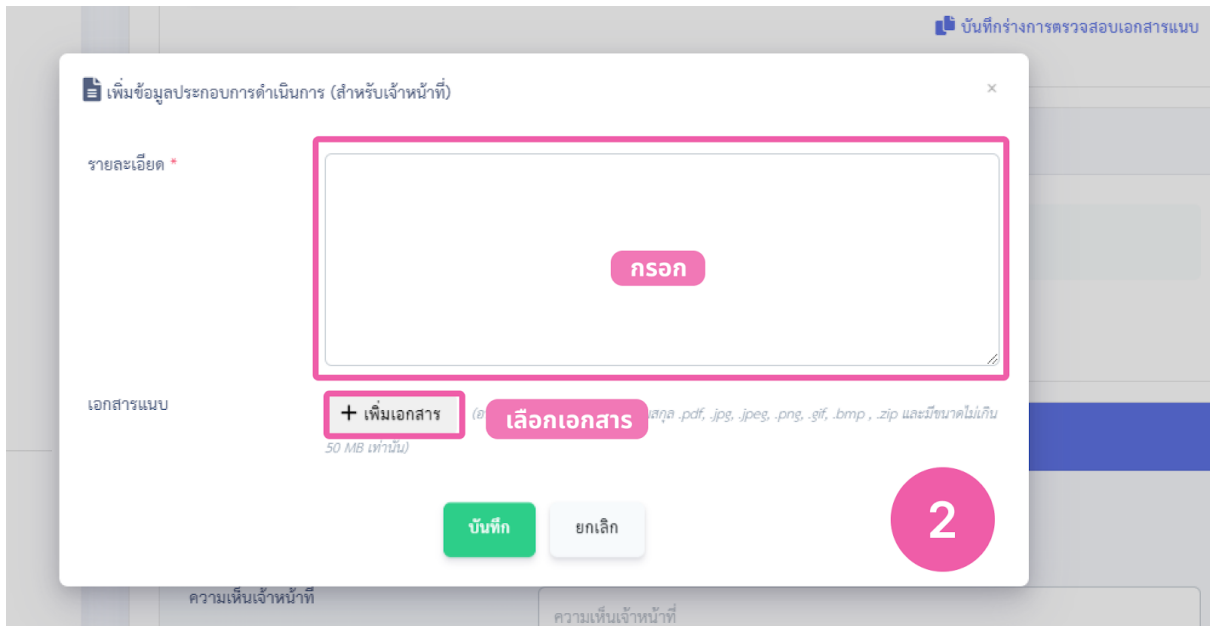 บันทึกร่างการตรวจสอบเอกสารแนบ
เพิ่มข้อมูลประกอบการดำเนินการ (สำหรับเจ้าหน้าที่) ×
รายละเอียด *
กรอก
เอกสารแนบ
+ เพิ่มเอกสาร
เลือกเอกสาร
สกุล .pdf, .jpg, .jpeg, .png, .gif, .bmp , .zip และมีขนาดไม่เกิน
50 MB เท่านั้น)
บันทึก
ยกเลิก
2
ความเห็นเจ้าหน้าที่
ความเห็นเจ้าหน้าที่